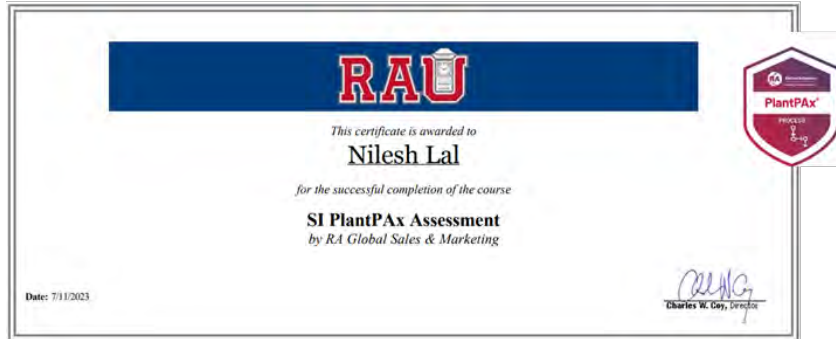 RAU
This certificate is awarded to
Nilesh Lal
for the successful completion of the course
SI PlantPAx Assessment
by RA Global Sales & Marketing
Date: 7/11/2023
Charles W. Coy, Director
RA
PlantPAx®
PROCESS